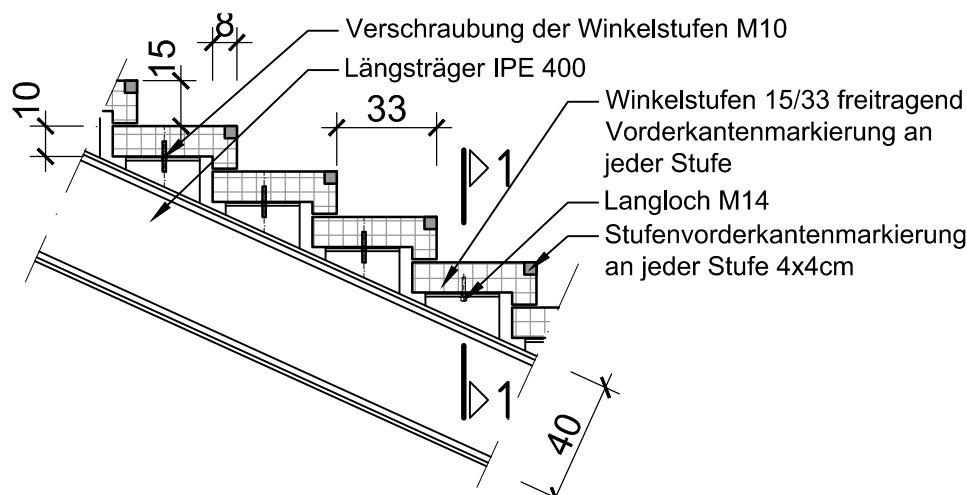 8
Verschraubung der Winkelstufen M10
15
Längsträger IPE 400
10
33
Winkelstufen 15/33 freitragend
Vorderkantenmarkierung an
jeder Stufe
1
Langloch M14
Stufenvorderkantenmarkierung
an jeder Stufe 4x4cm
1
40